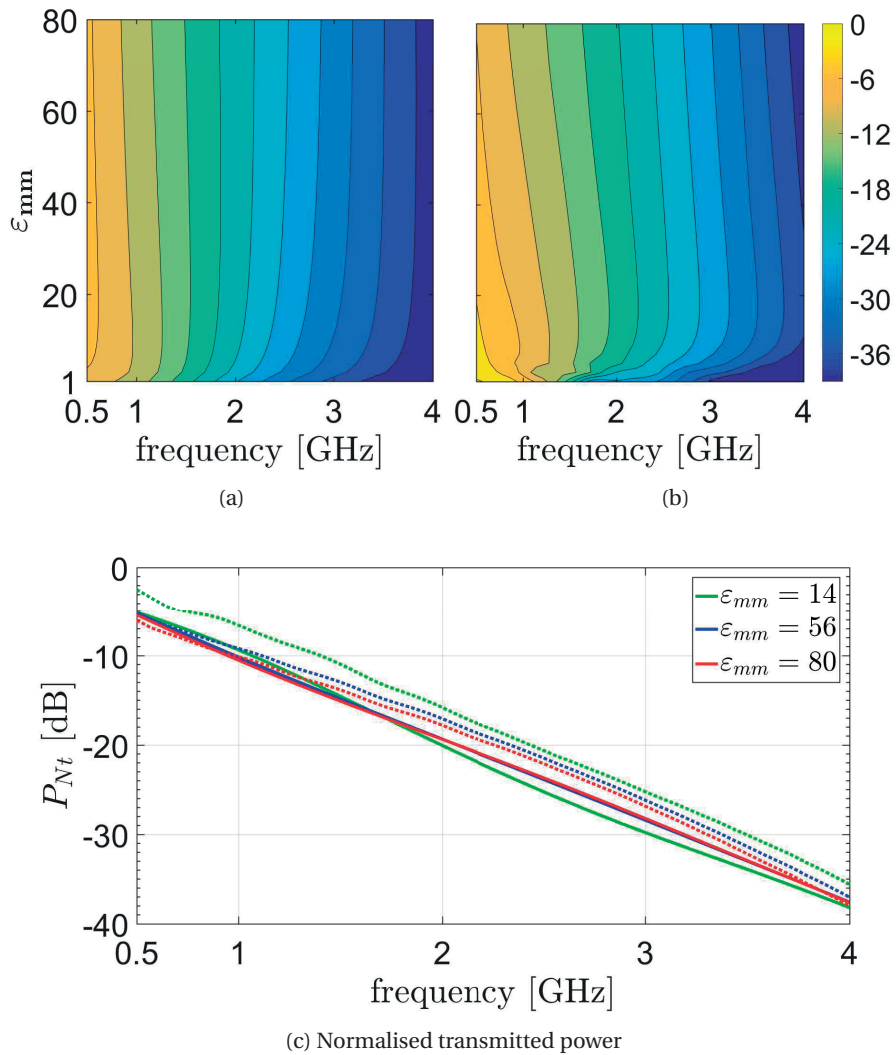 80
60
40
20
1
ε_mm
0.5 1 2 3 4
frequency [GHz]
(a)
0.5 1 2 3 4
frequency [GHz]
(b)
0
-6
-12
-18
-24
-30
-36
0
-10
-20
-30
-40
P_Nt [dB]
ε_mm = 14
ε_mm = 56
ε_mm = 80
0.5 1 2 3 4
frequency [GHz]
(c) Normalised transmitted power